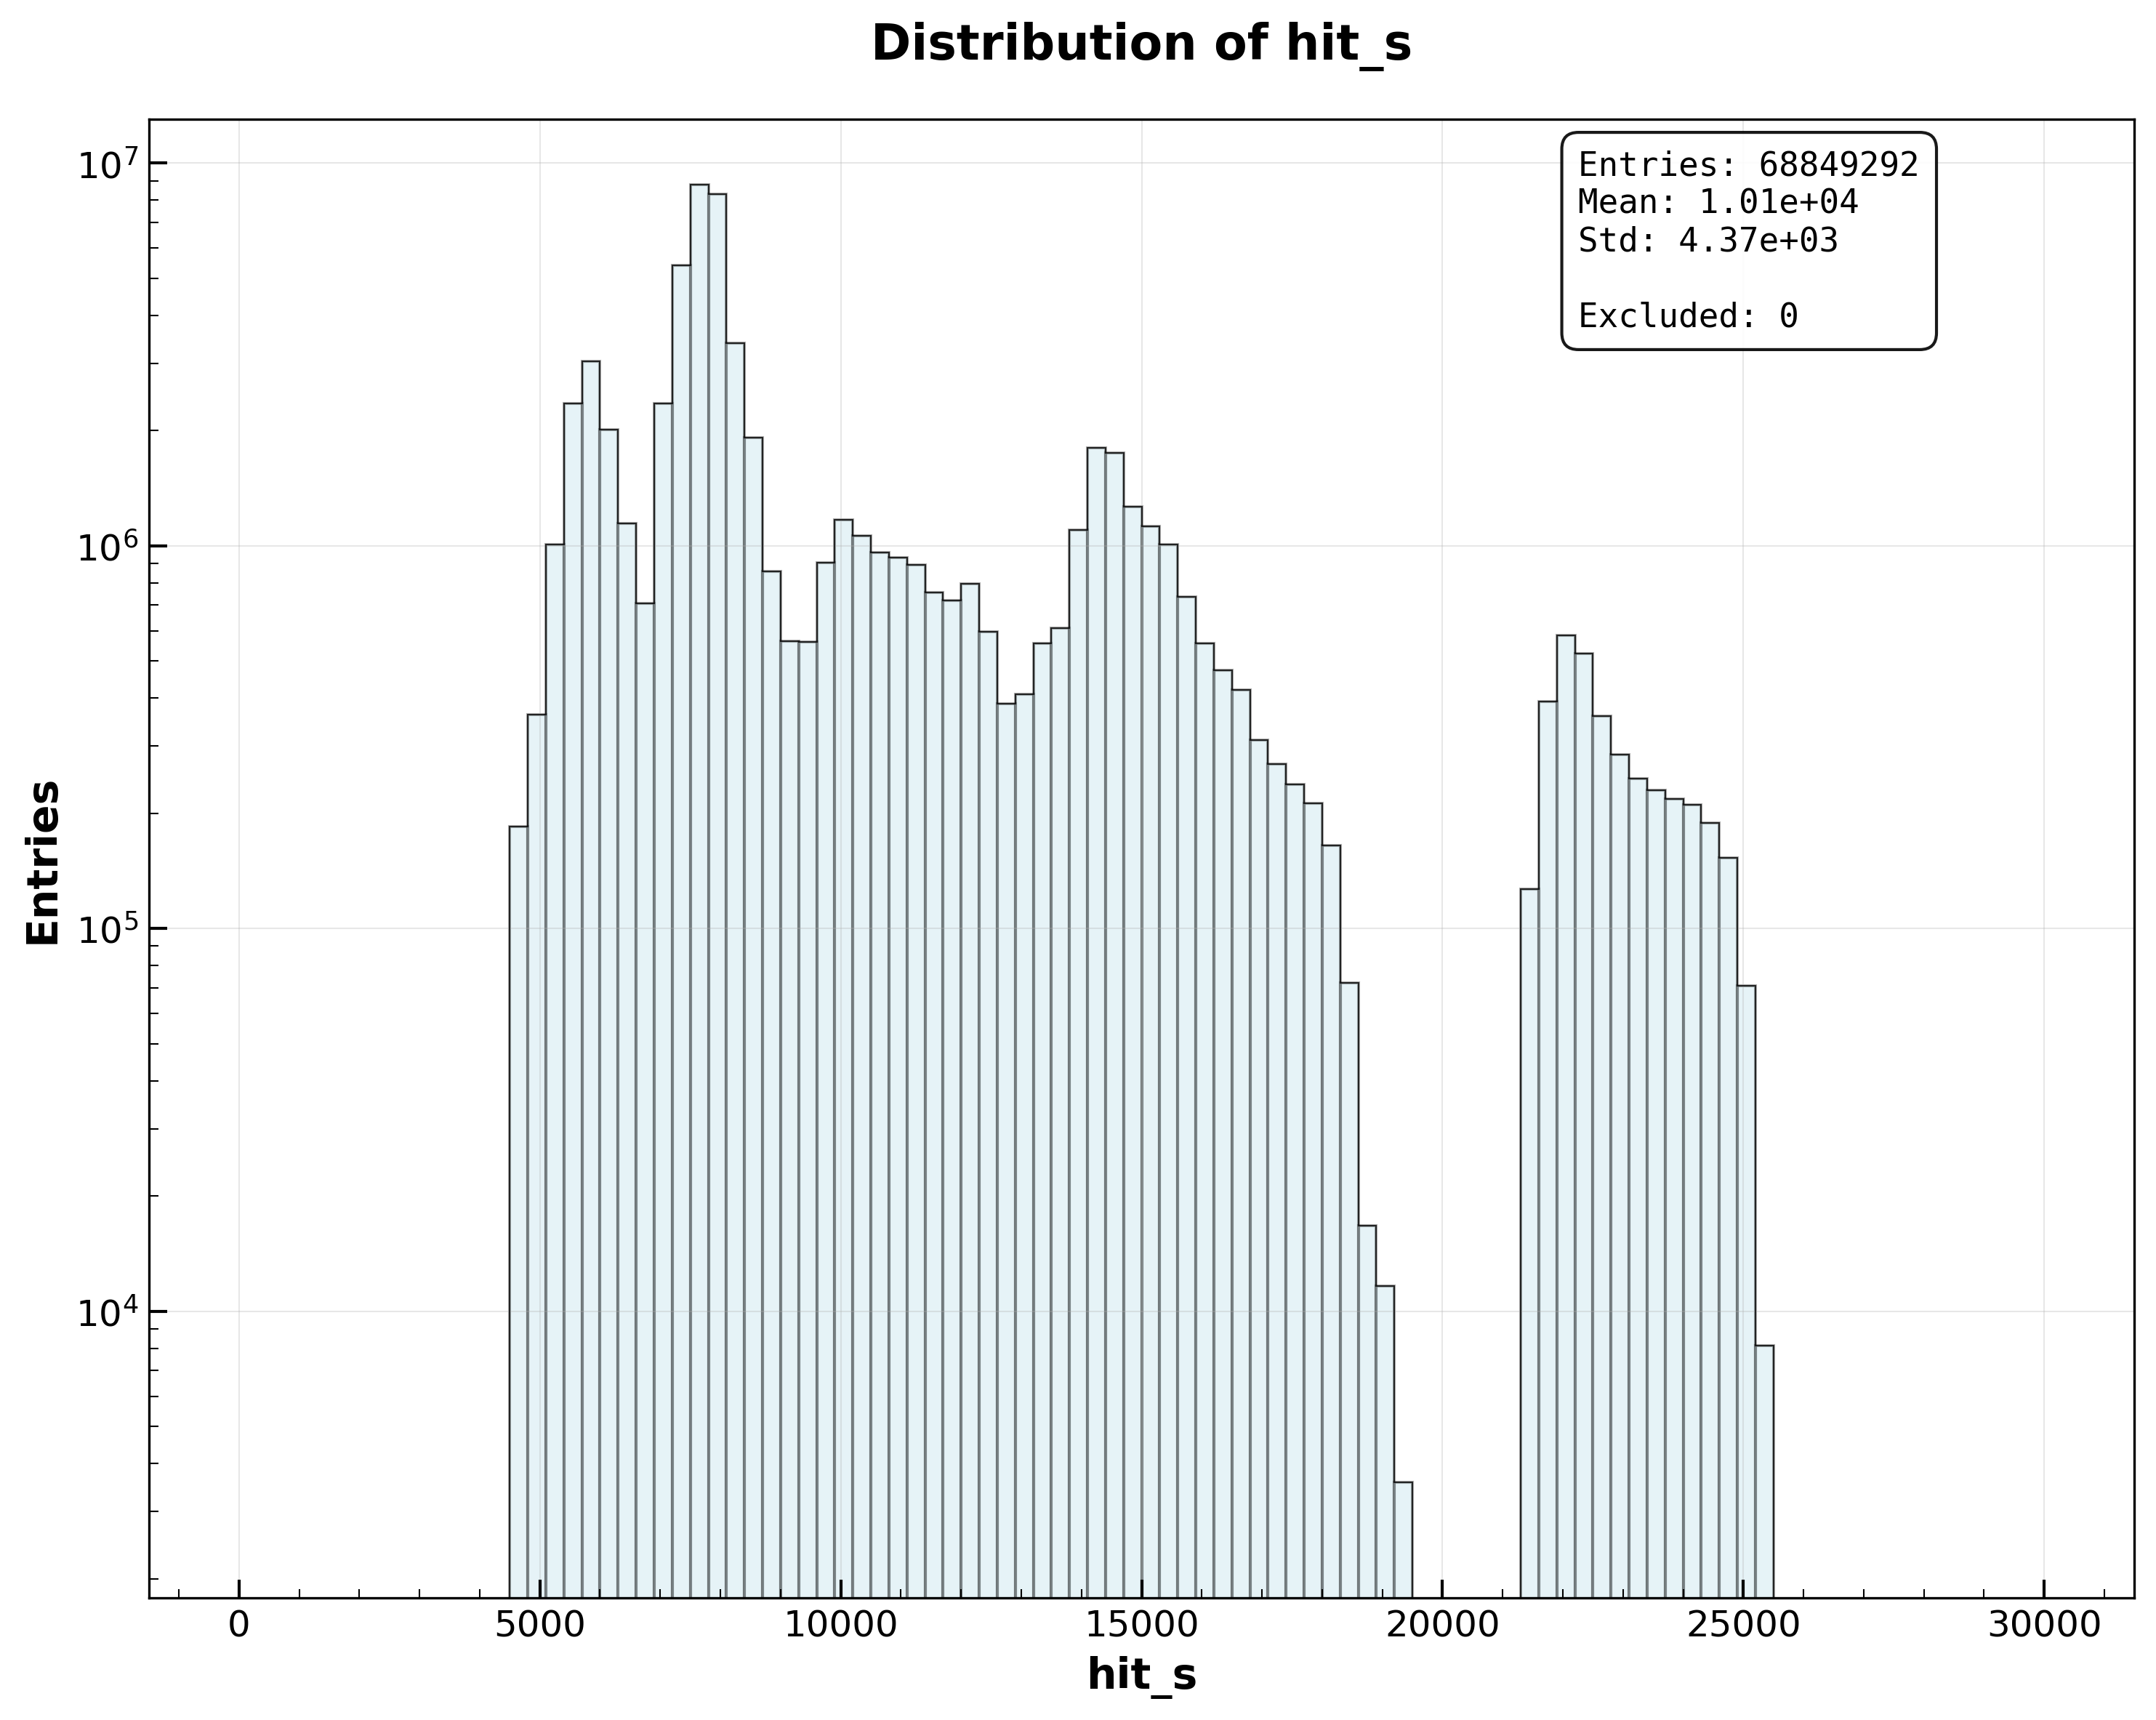 Distribution of hit_s
Entries: 68849292
Mean: 1.01e+04
Std: 4.37e+03
Excluded: 0
10^7
10^6
10^5
10^4
Entries
0 5000 10000 15000 20000 25000 30000
hit_s